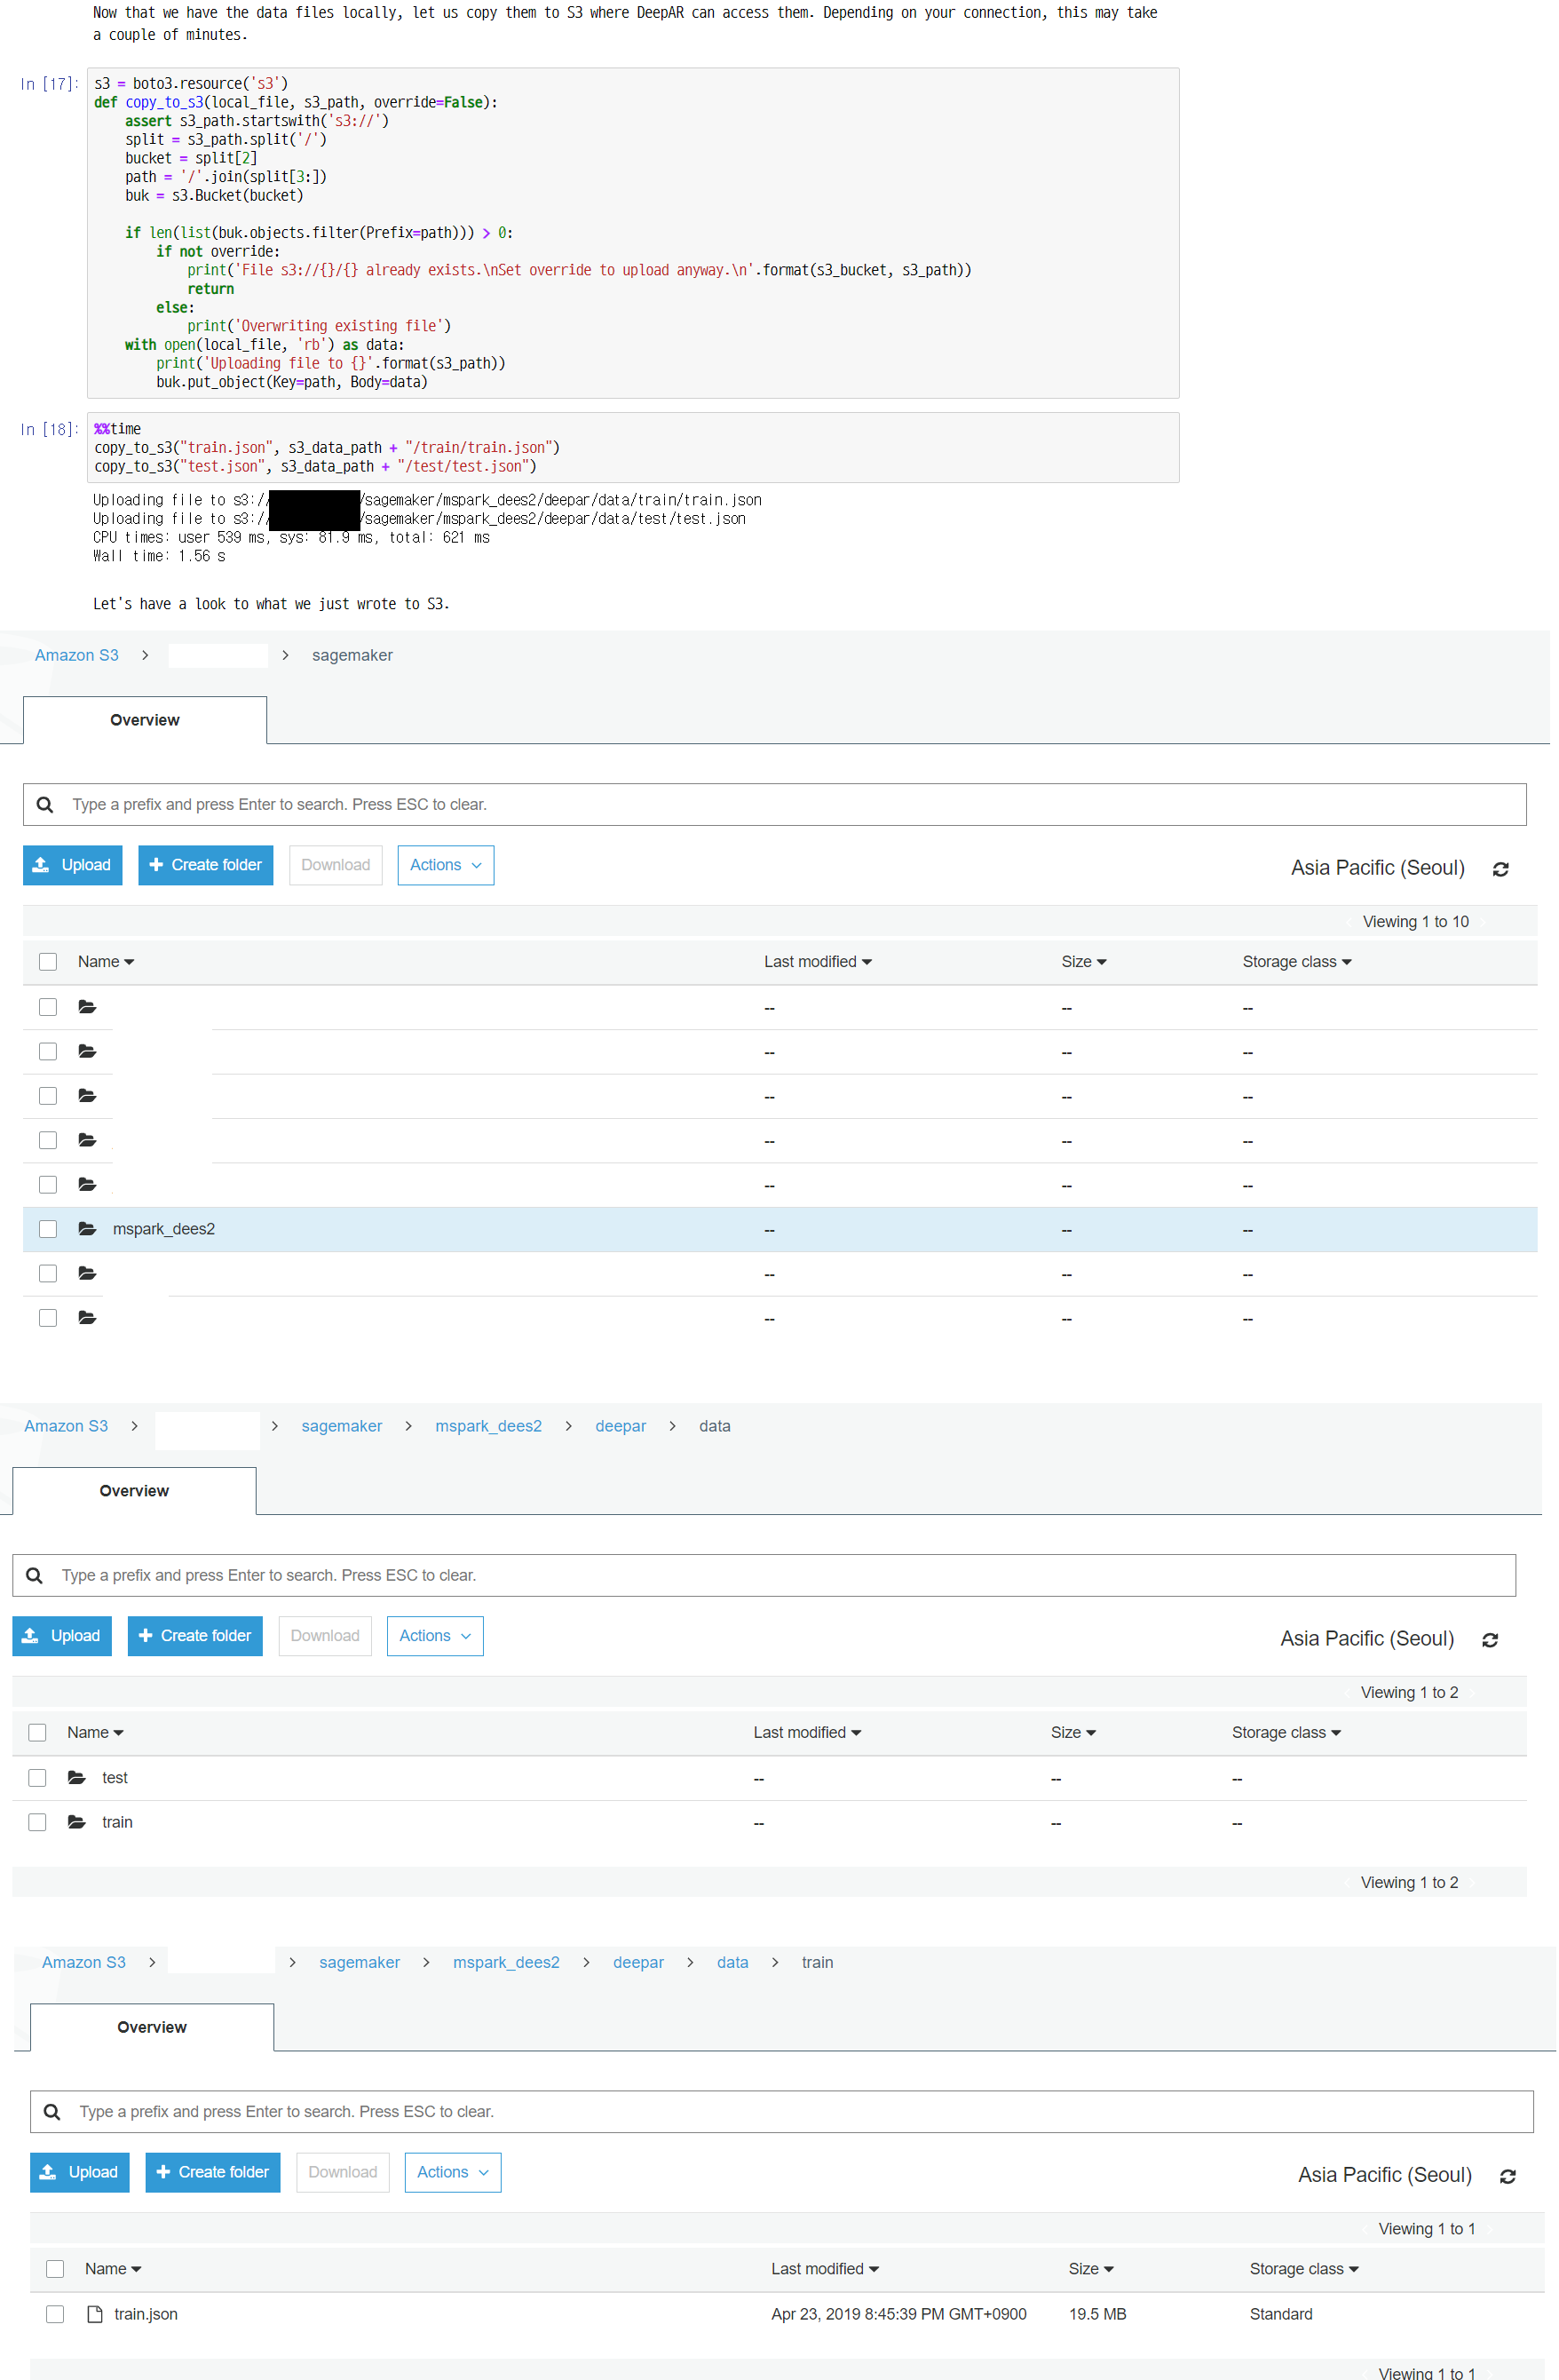 Now that we have the data files locally, let us copy them to S3 where DeepAR can access them. Depending on your connection, this may take
a couple of minutes.
In [17]:
s3 = boto3.resource('s3')
def copy_to_s3(local_file, s3_path, override=False):
    assert s3_path.startswith('s3://')
    split = s3_path.split('/')
    bucket = split[2]
    path = '/'.join(split[3:])
    buk = s3.Bucket(bucket)
    if len(list(buk.objects.filter(Prefix=path))) > 0:
        if not override:
            print('File s3://{}/{} already exists.\nSet override to upload anyway.\n'.format(s3_bucket, s3_path))
            return
        else:
            print('Overwriting existing file')
    with open(local_file, 'rb') as data:
        print('Uploading file to {}'.format(s3_path))
        buk.put_object(Key=path, Body=data)
In [18]:
%%time
copy_to_s3("train.json", s3_data_path + "/train/train.json")
copy_to_s3("test.json", s3_data_path + "/test/test.json")
Uploading file to s3:// /sagemaker/mspark_dees2/deepar/data/train/train.json
Uploading file to s3:// /sagemaker/mspark_dees2/deepar/data/test/test.json
CPU times: user 539 ms, sys: 81.9 ms, total: 621 ms
Wall time: 1.56 s
Let's have a look to what we just wrote to S3.
Amazon S3 > > sagemaker
Overview
Type a prefix and press Enter to search. Press ESC to clear.
Upload + Create folder Download Actions Asia Pacific (Seoul)
Viewing 1 to 10
Name Last modified Size Storage class
-- -- --
-- -- --
-- -- --
-- -- --
-- -- --
mspark_dees2 -- -- --
-- -- --
-- -- --
Amazon S3 > > sagemaker > mspark_dees2 > deepar > data
Overview
Type a prefix and press Enter to search. Press ESC to clear.
Upload + Create folder Download Actions Asia Pacific (Seoul)
Viewing 1 to 2
Name Last modified Size Storage class
test -- -- --
train -- -- --
Viewing 1 to 2
Amazon S3 > > sagemaker > mspark_dees2 > deepar > data > train
Overview
Type a prefix and press Enter to search. Press ESC to clear.
Upload + Create folder Download Actions Asia Pacific (Seoul)
Viewing 1 to 1
Name Last modified Size Storage class
train.json Apr 23, 2019 8:45:39 PM GMT+0900 19.5 MB Standard
Viewing 1 to 1